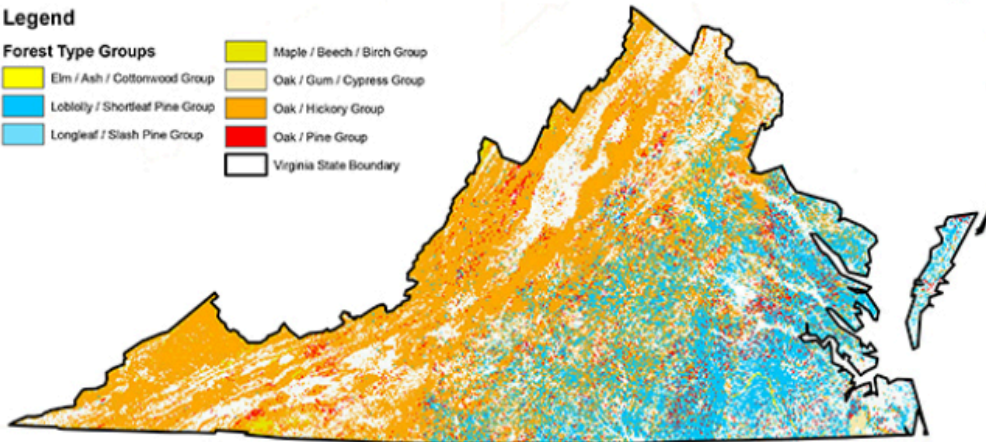 Legend
Forest Type Groups
Elm / Ash / Cottonwood Group
Loblolly / Shortleaf Pine Group
Longleaf / Slash Pine Group
Maple / Beech / Birch Group
Oak / Gum / Cypress Group
Oak / Hickory Group
Oak / Pine Group
Virginia State Boundary